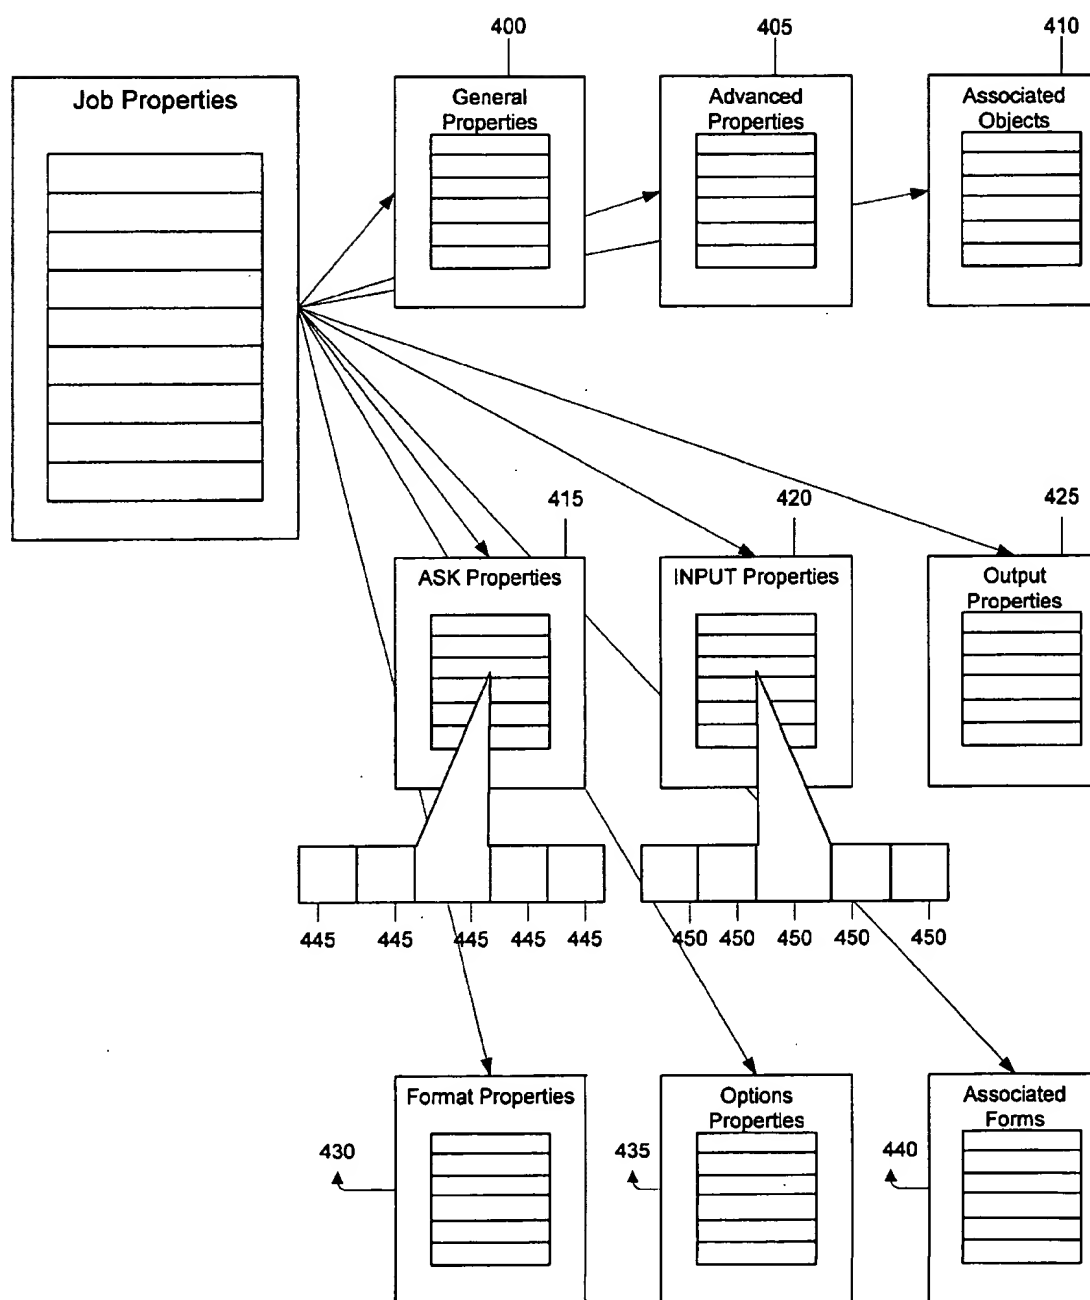 400
405
410
Job Properties
General
Properties
Advanced
Properties
Associated
Objects
415
420
425
ASK Properties
INPUT Properties
Output
Properties
445 445 445 445 445
450 450 450 450 450
Format Properties
Options
Properties
Associated
Forms
430
435
440